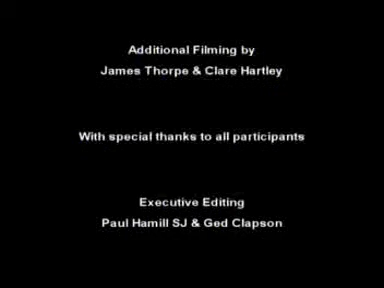 Additional Filming by
James Thorpe & Clare Hartley
With special thanks to all participants
Executive Editing
Paul Hamill SJ & Ged Clapson